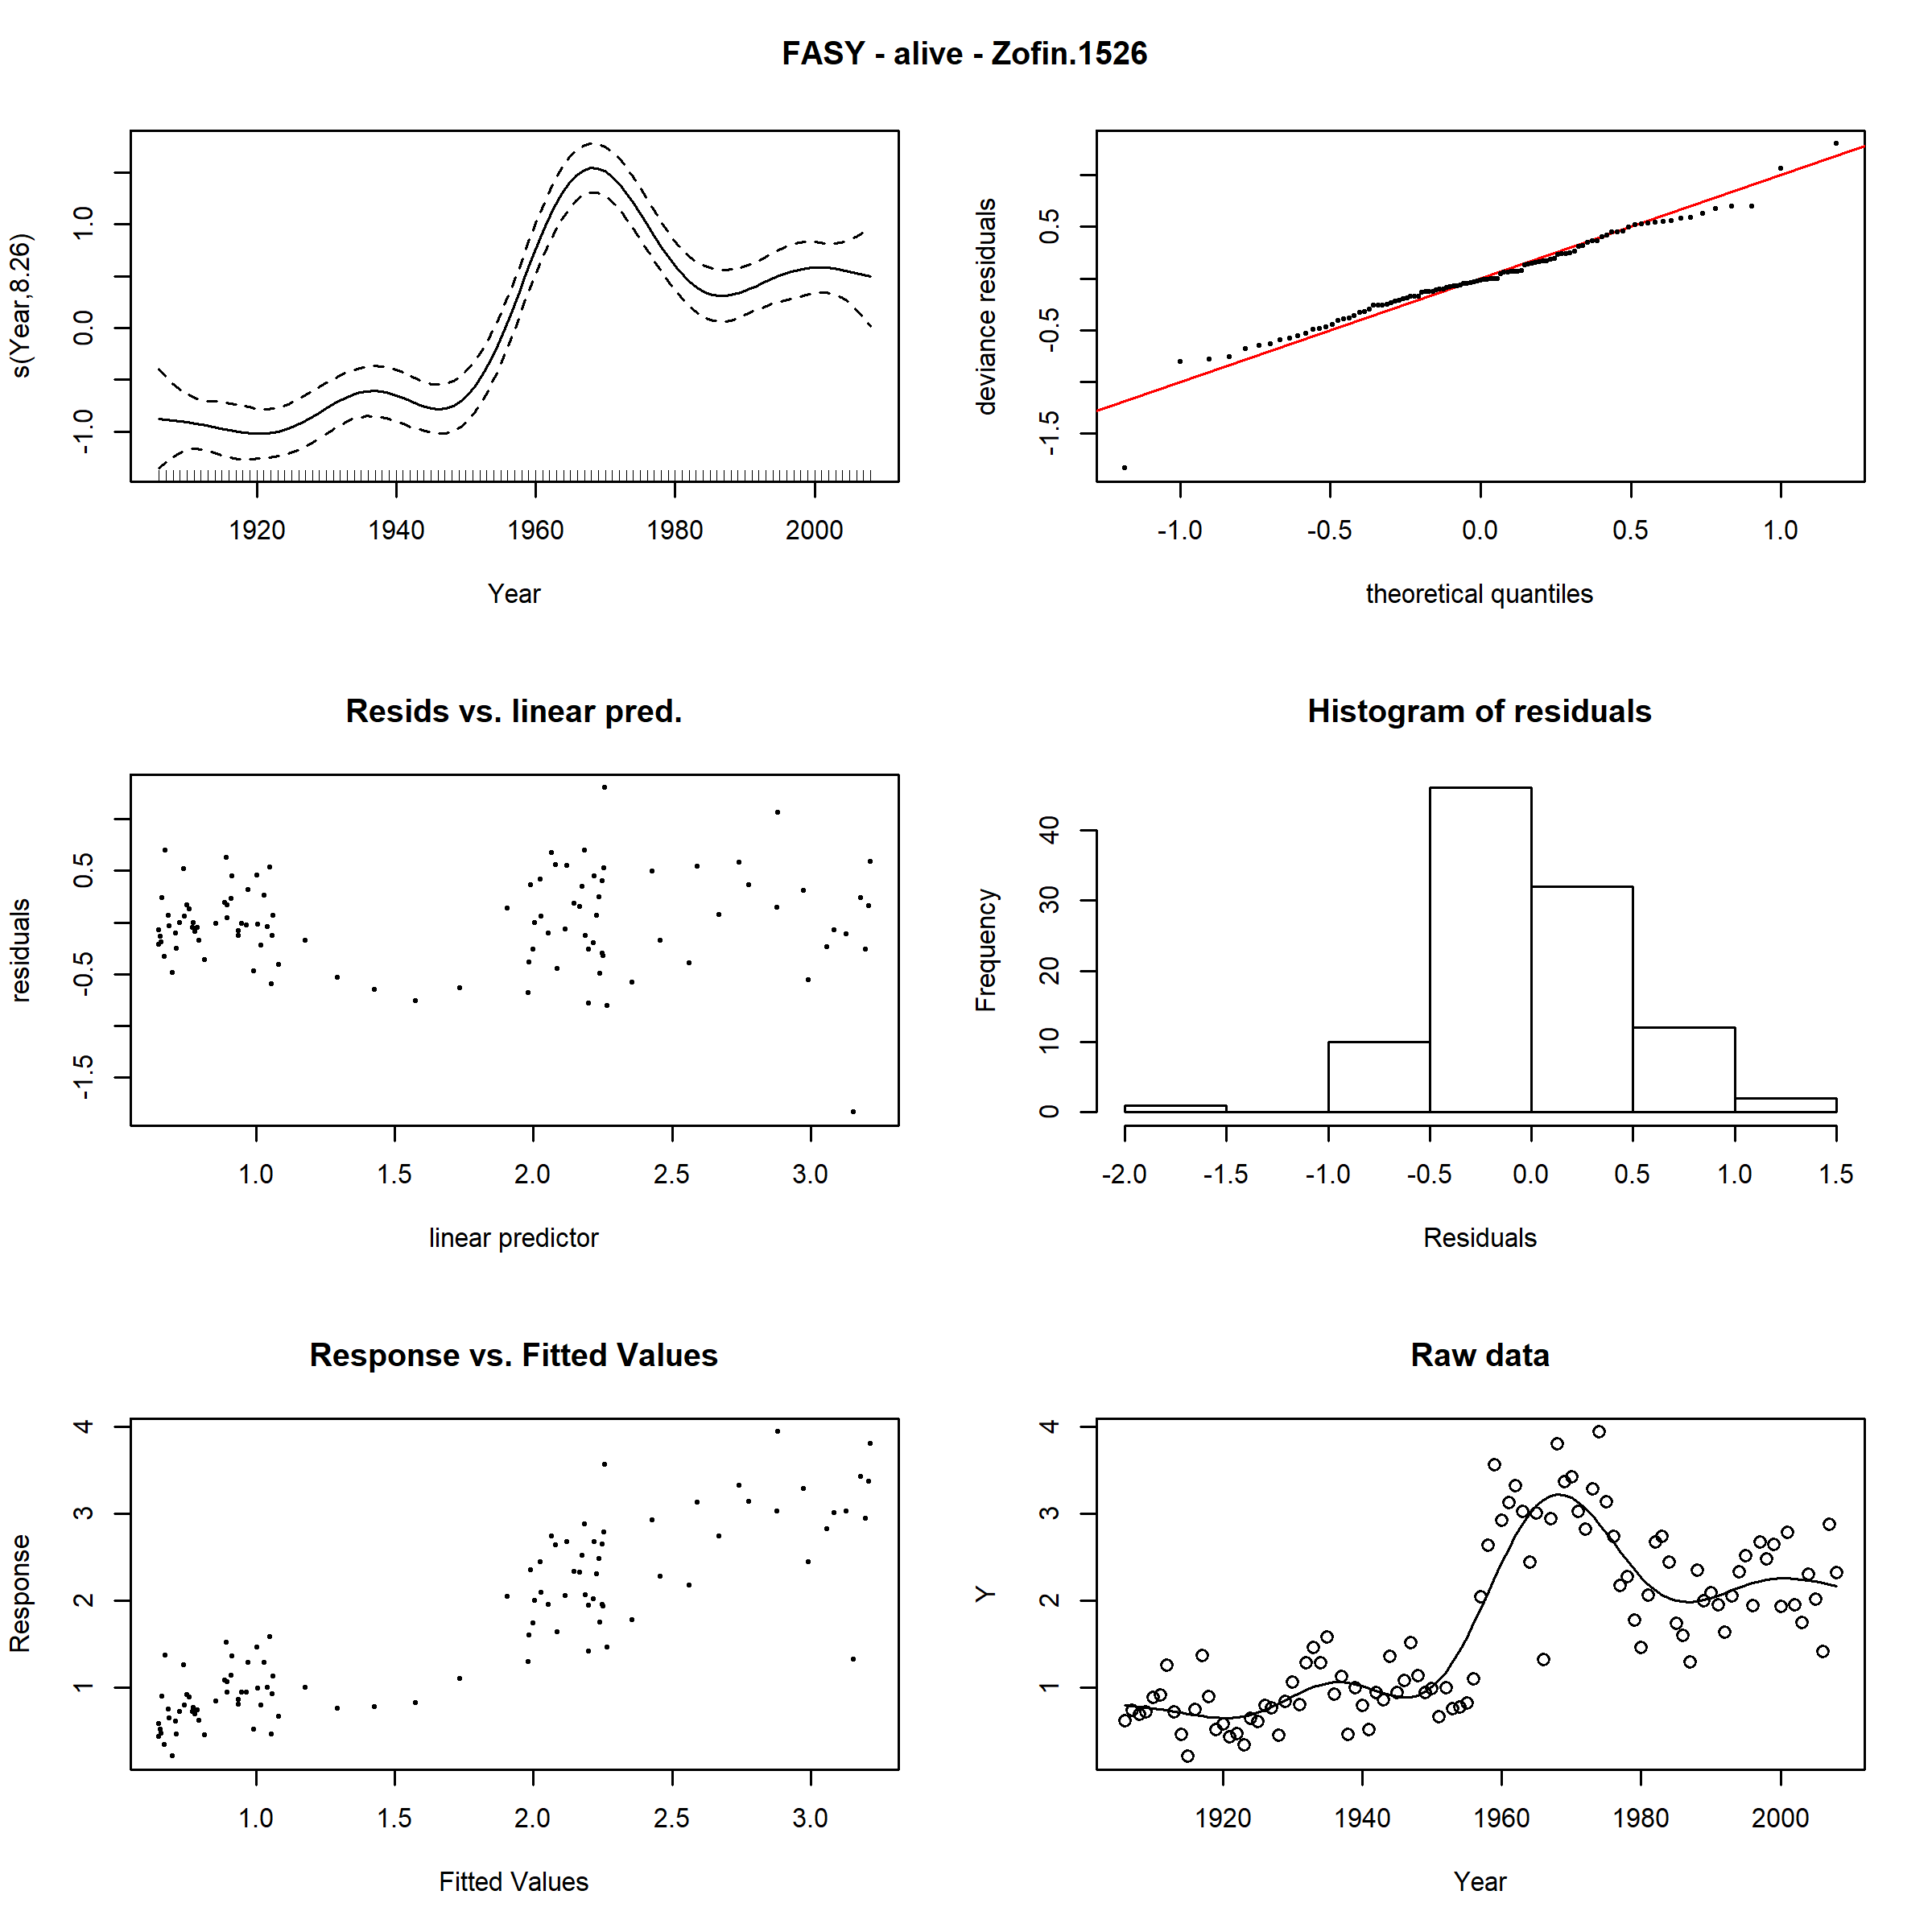 FASY - alive - Zofin.1526
s(Year,8.26)
-1.0 0.0 1.0
1920 1940 1960 1980 2000
Year
deviance residuals
-1.5 -0.5 0.5
-1.0 -0.5 0.0 0.5 1.0
theoretical quantiles
Resids vs. linear pred.
residuals
-1.5 -0.5 0.5
1.0 1.5 2.0 2.5 3.0
linear predictor
Histogram of residuals
Frequency
0 10 20 30 40
-2.0 -1.5 -1.0 -0.5 0.0 0.5 1.0 1.5
Residuals
Response vs. Fitted Values
Response
1 2 3 4
1.0 1.5 2.0 2.5 3.0
Fitted Values
Raw data
Y
1 2 3 4
1920 1940 1960 1980 2000
Year